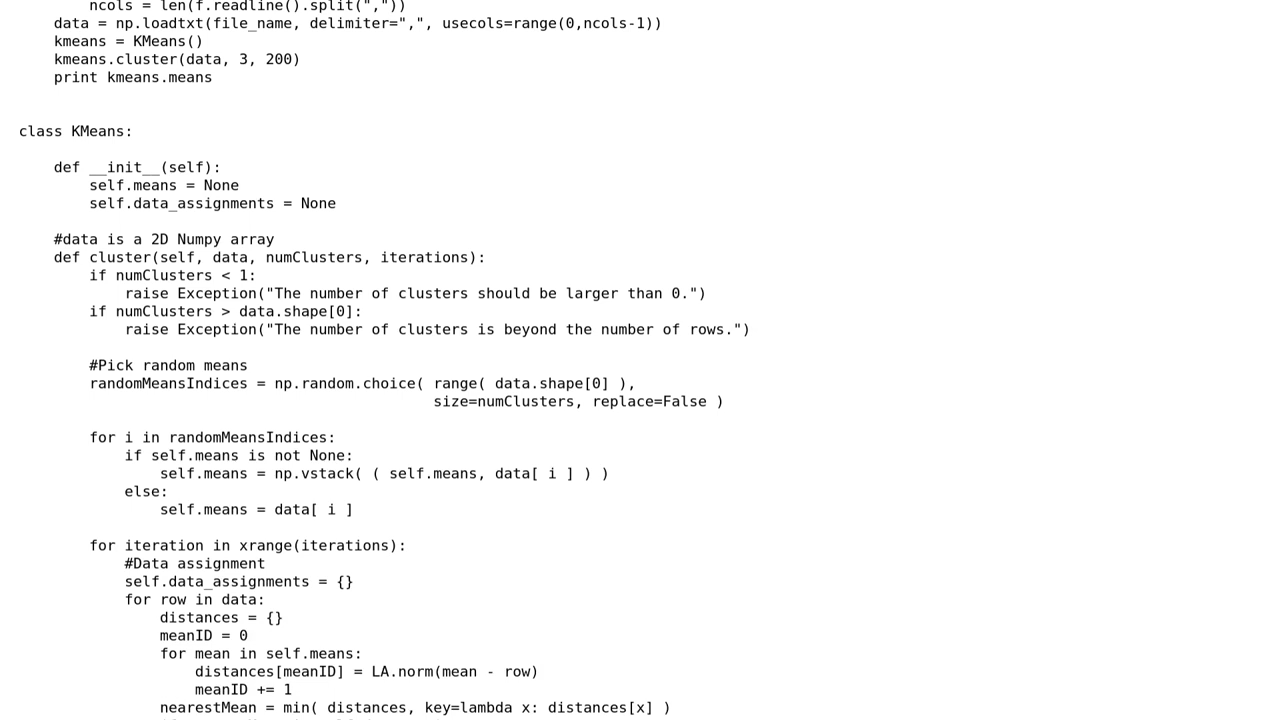 ncols = len(f.readline().split(","))
data = np.loadtxt(file_name, delimiter=",", usecols=range(0,ncols-1))
kmeans = KMeans()
kmeans.cluster(data, 3, 200)
print kmeans.means
class KMeans:
def __init__(self):
self.means = None
self.data_assignments = None
#data is a 2D Numpy array
def cluster(self, data, numClusters, iterations):
if numClusters < 1:
raise Exception("The number of clusters should be larger than 0.")
if numClusters > data.shape[0]:
raise Exception("The number of clusters is beyond the number of rows.")
#Pick random means
randomMeansIndices = np.random.choice( range( data.shape[0] ),
size=numClusters, replace=False )
for i in randomMeansIndices:
if self.means is not None:
self.means = np.vstack( ( self.means, data[ i ] ) )
else:
self.means = data[ i ]
for iteration in xrange(iterations):
#Data assignment
self.data_assignments = {}
for row in data:
distances = {}
meanID = 0
for mean in self.means:
distances[meanID] = LA.norm(mean - row)
meanID += 1
nearestMean = min( distances, key=lambda x: distances[x] )